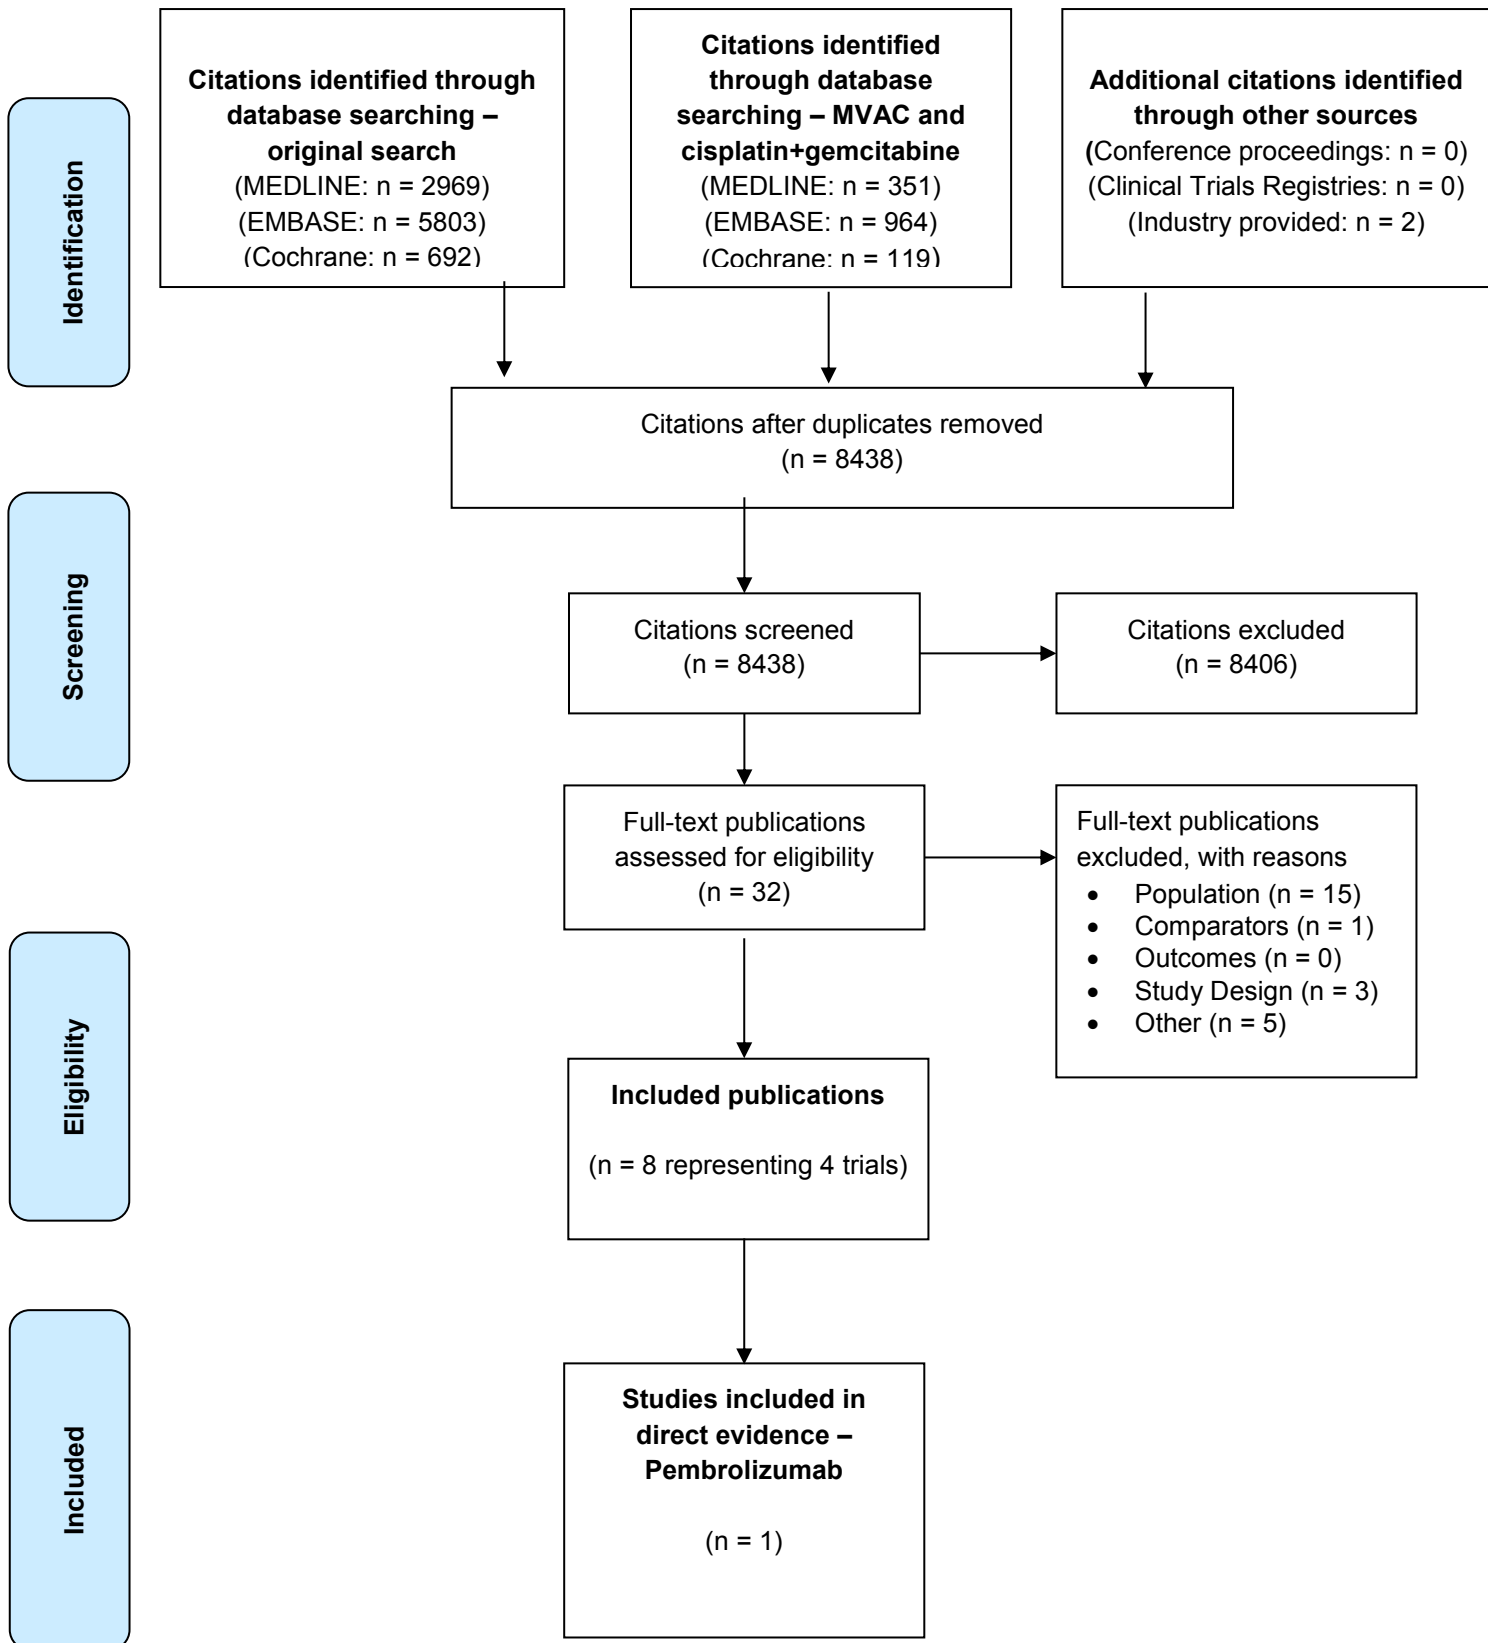 Identification
Citations identified through
database searching –
original search
(MEDLINE: n = 2969)
(EMBASE: n = 5803)
(Cochrane: n = 692)
Citations identified
through database
searching – MVAC and
cisplatin+gemcitabine
(MEDLINE: n = 351)
(EMBASE: n = 964)
(Cochrane: n = 119)
Additional citations identified
through other sources
(Conference proceedings: n = 0)
(Clinical Trials Registries: n = 0)
(Industry provided: n = 2)
Citations after duplicates removed
(n = 8438)
Screening
Citations screened
(n = 8438)
Citations excluded
(n = 8406)
Full-text publications
assessed for eligibility
(n = 32)
Full-text publications
excluded, with reasons
• Population (n = 15)
• Comparators (n = 1)
• Outcomes (n = 0)
• Study Design (n = 3)
• Other (n = 5)
Eligibility
Included publications
(n = 8 representing 4 trials)
Included
Studies included in
direct evidence –
Pembrolizumab
(n = 1)